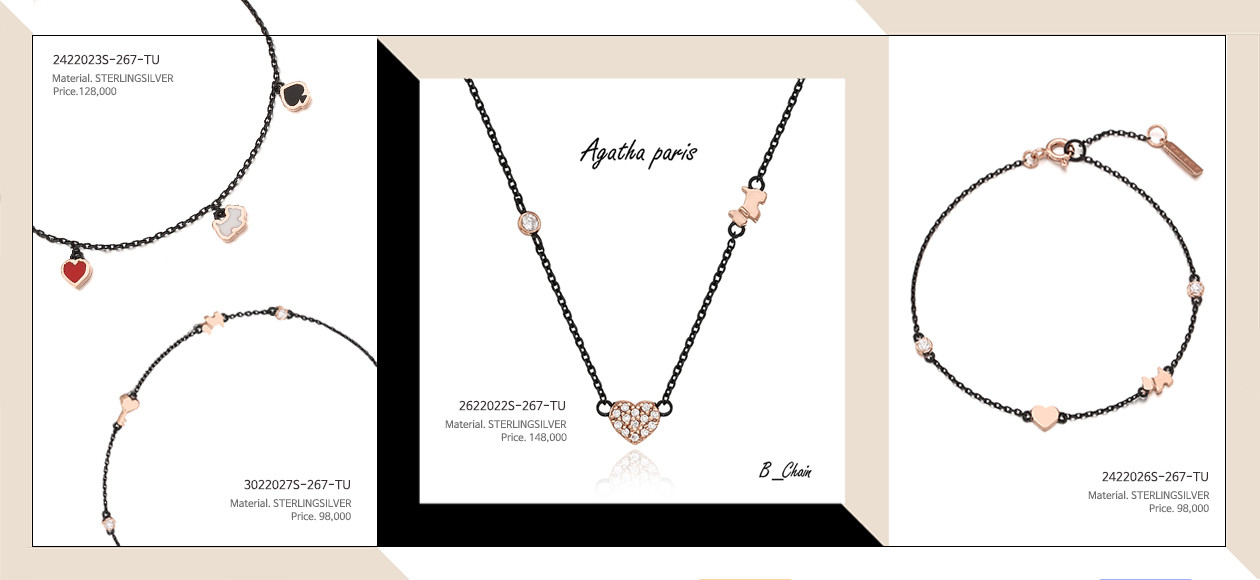 2422023S-267-TU
Material. STERLINGSILVER
Price.128,000
3022027S-267-TU
Material. STERLINGSILVER
Price. 98,000
Agatha paris
2622022S-267-TU
Material. STERLINGSILVER
Price. 148,000
B_Chain
2422026S-267-TU
Material. STERLINGSILVER
Price. 98,000